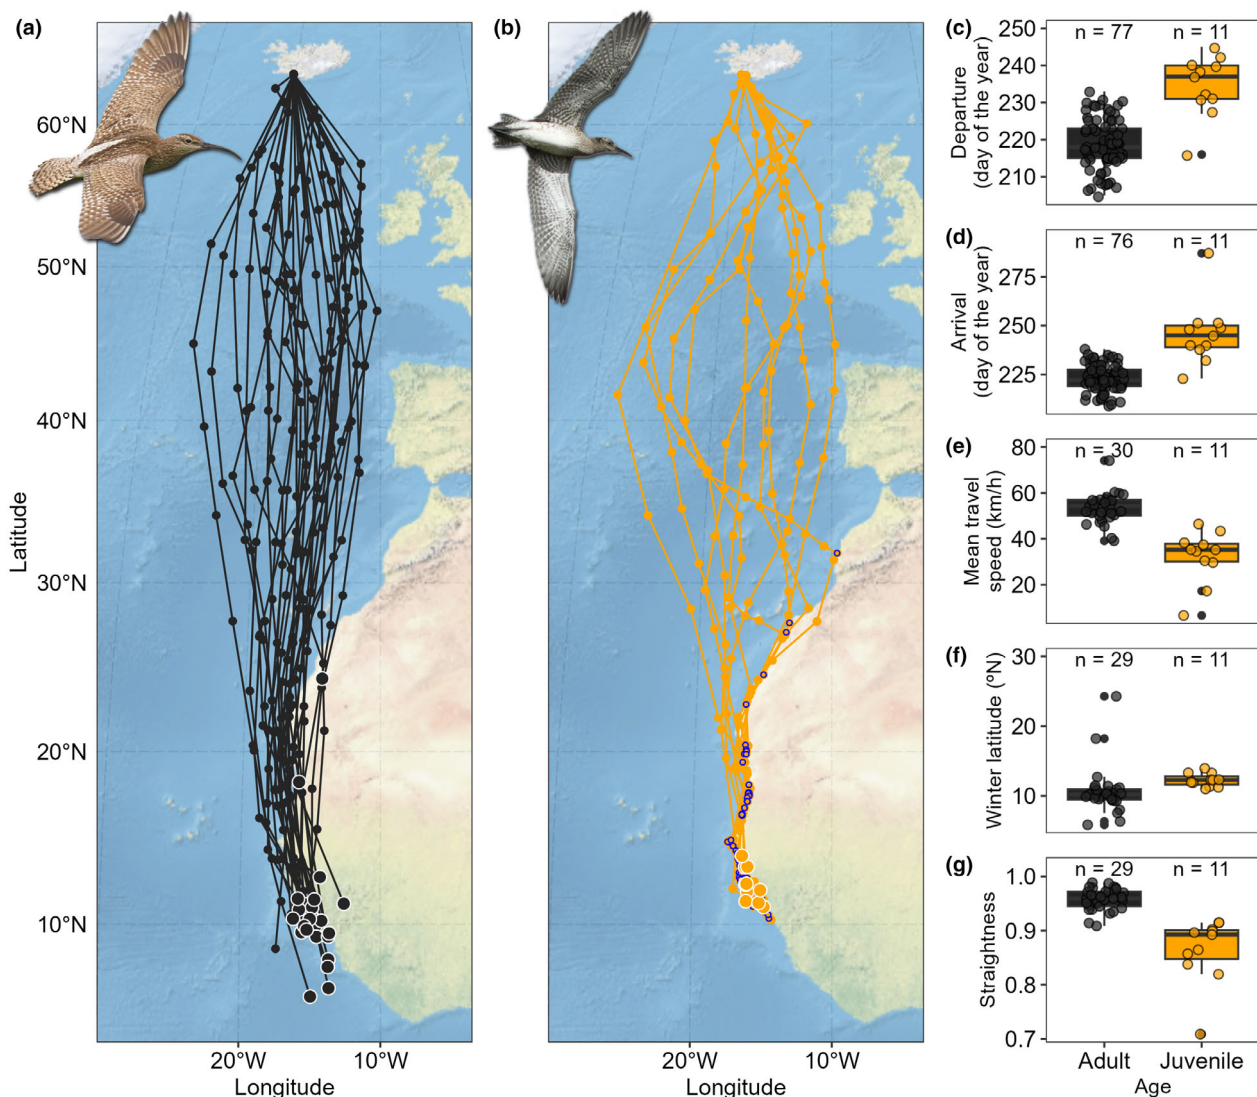 (a)
60°N
50°N
40°N
30°N
20°N
10°N
Latitude
20°W 10°W
Longitude
(b)
20°W 10°W
Longitude
(c)
n = 77 n = 11
250
240
230
220
210
Departure
(day of the year)
(d)
n = 76 n = 11
275
250
225
Arrival
(day of the year)
(e)
n = 30 n = 11
80
60
40
20
Mean travel
speed (km/h)
(f)
n = 29 n = 11
30
20
10
Winter latitude (ºN)
(g)
n = 29 n = 11
1.0
0.9
0.8
0.7
Straightness
Adult Juvenile
Age